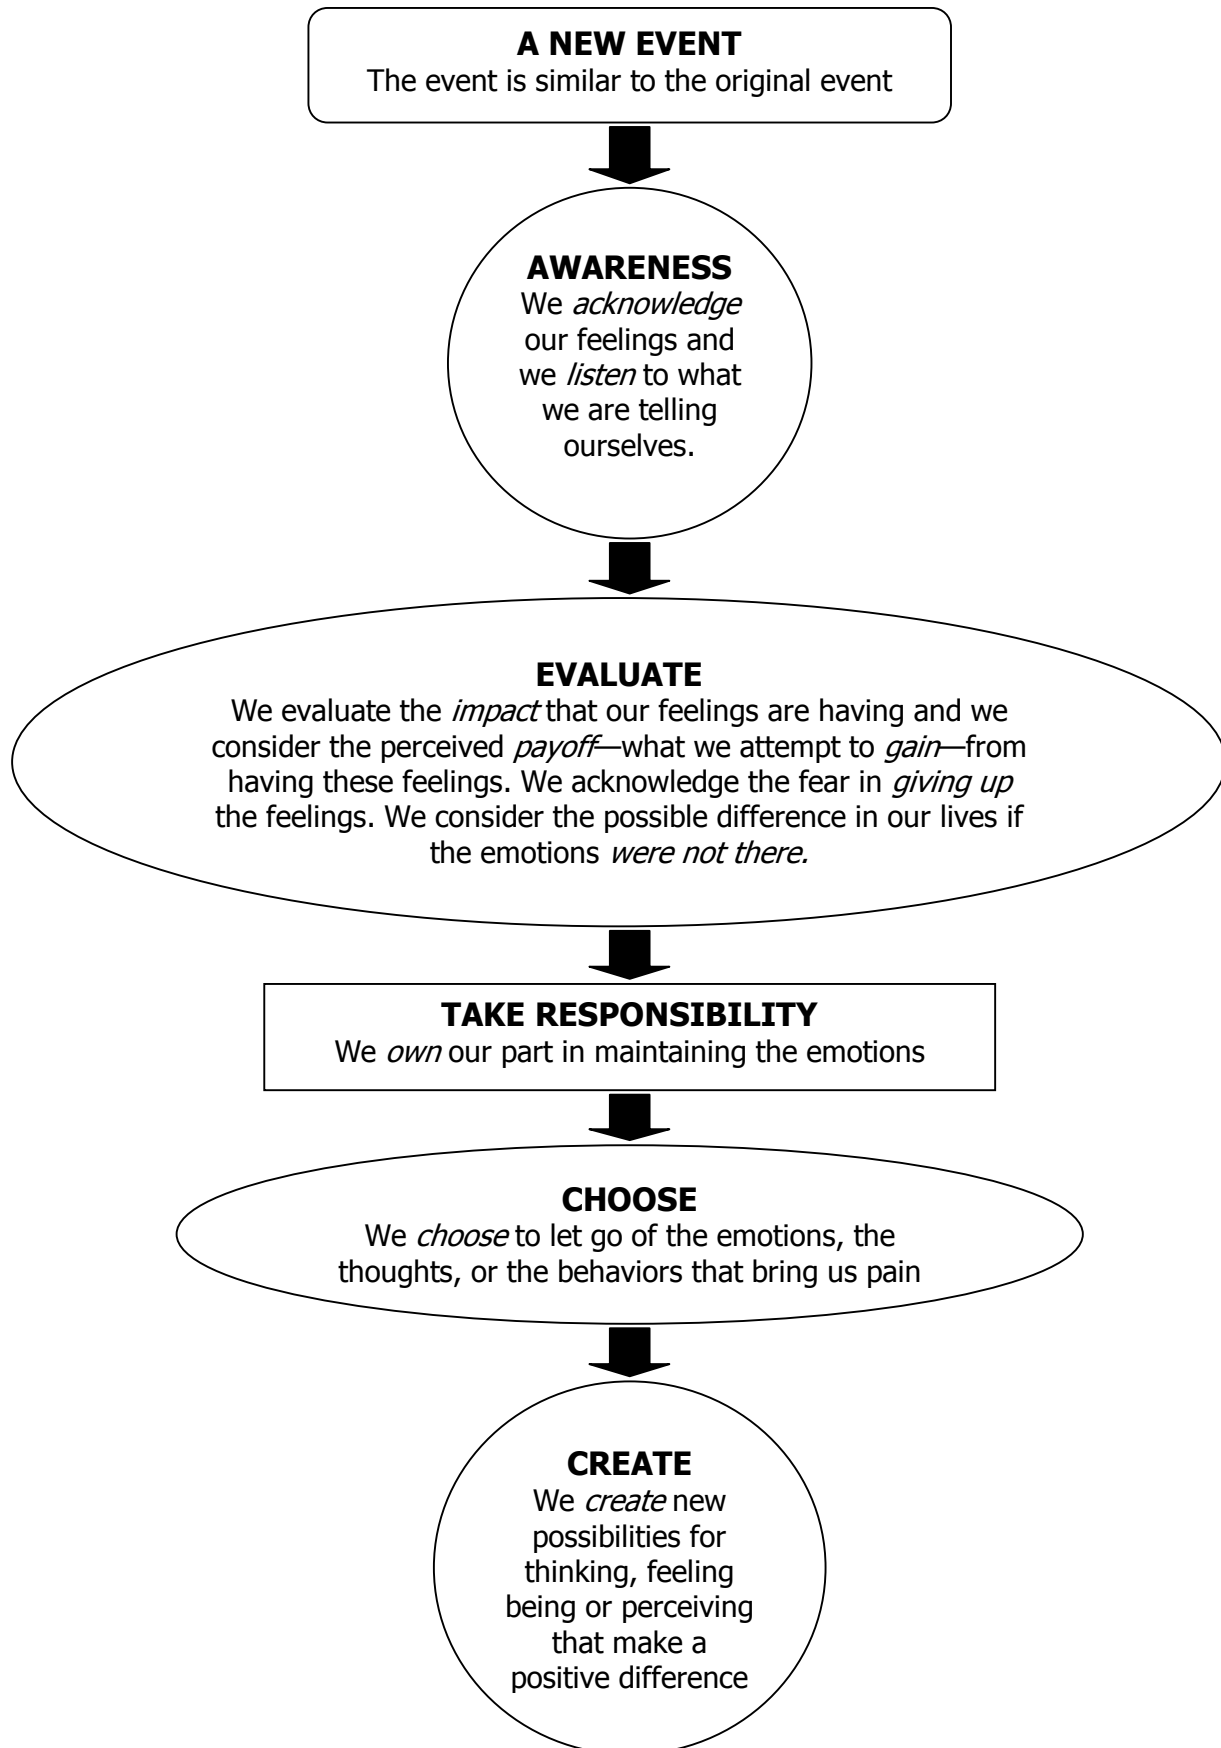 A NEW EVENT
The event is similar to the original event
AWARENESS
We acknowledge
our feelings and
we listen to what
we are telling
ourselves.
EVALUATE
We evaluate the impact that our feelings are having and we
consider the perceived payoff—what we attempt to gain—from
having these feelings. We acknowledge the fear in giving up
the feelings. We consider the possible difference in our lives if
the emotions were not there.
TAKE RESPONSIBILITY
We own our part in maintaining the emotions
CHOOSE
We choose to let go of the emotions, the
thoughts, or the behaviors that bring us pain
CREATE
We create new
possibilities for
thinking, feeling
being or perceiving
that make a
positive difference